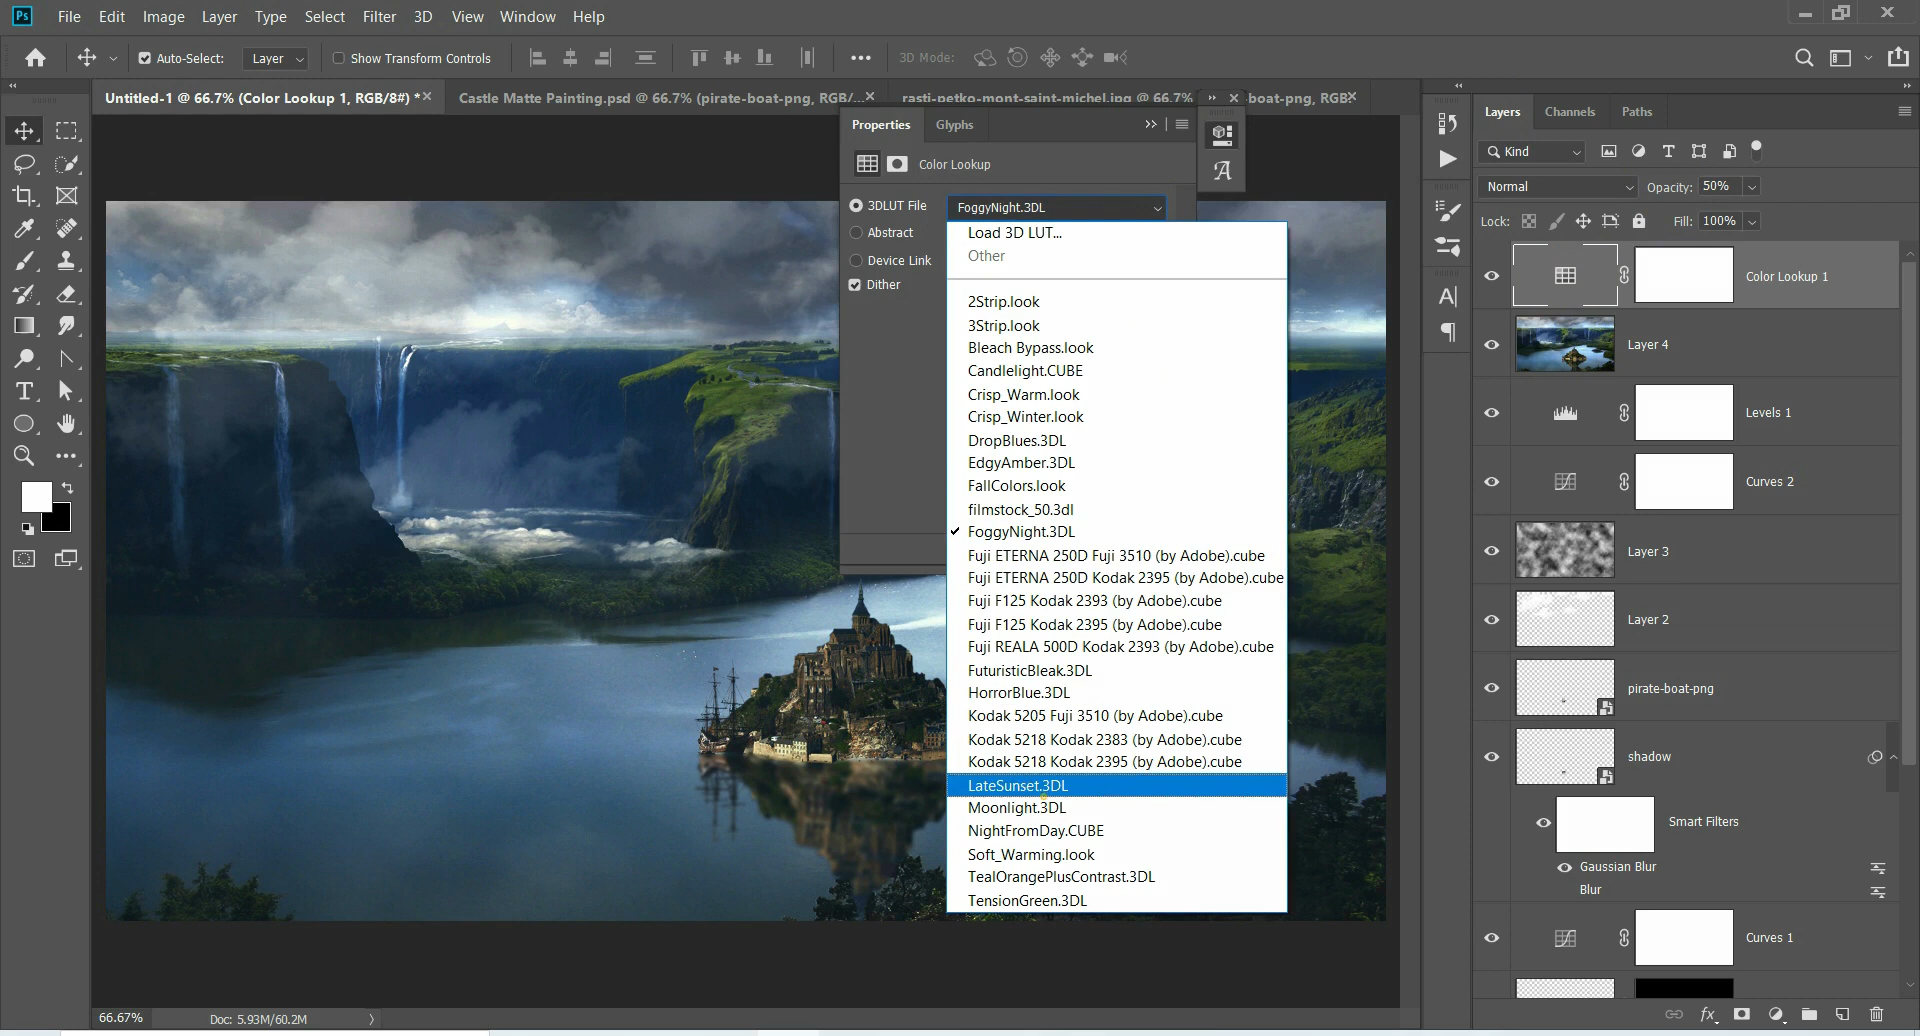 Ps File Edit Image Layer Type Select Filter 3D View Window Help
Auto-Select: Layer Show Transform Controls 3D Mode:
Untitled-1 @ 66.7% (Color Lookup 1, RGB/8#) * Castle Matte Painting.psd @ 66.7% (pirate-boat-png, RGB/... rasti-petko-mont-saint-michel.jpg @ 66.7% boat-png, RGB
Properties Glyphs
Color Lookup
3DLUT File FoggyNight.3DL
Abstract
Device Link
Dither
Load 3D LUT...
Other
2Strip.look
3Strip.look
Bleach Bypass.look
Candlelight.CUBE
Crisp_Warm.look
Crisp_Winter.look
DropBlues.3DL
EdgyAmber.3DL
FallColors.look
filmstock_50.3dl
FoggyNight.3DL
Fuji ETERNA 250D Fuji 3510 (by Adobe).cube
Fuji ETERNA 250D Kodak 2395 (by Adobe).cube
Fuji F125 Kodak 2393 (by Adobe).cube
Fuji F125 Kodak 2395 (by Adobe).cube
Fuji REALA 500D Kodak 2393 (by Adobe).cube
FuturisticBleak.3DL
HorrorBlue.3DL
Kodak 5205 Fuji 3510 (by Adobe).cube
Kodak 5218 Kodak 2383 (by Adobe).cube
Kodak 5218 Kodak 2395 (by Adobe).cube
LateSunset.3DL
Moonlight.3DL
NightFromDay.CUBE
Soft_Warming.look
TealOrangePlusContrast.3DL
TensionGreen.3DL
Layers Channels Paths
Kind
Normal Opacity: 50%
Lock: Fill: 100%
Color Lookup 1
Layer 4
Levels 1
Curves 2
Layer 3
Layer 2
pirate-boat-png
shadow
Smart Filters
Gaussian Blur
Blur
Curves 1
fx
66.67% Doc: 5.93M/60.2M